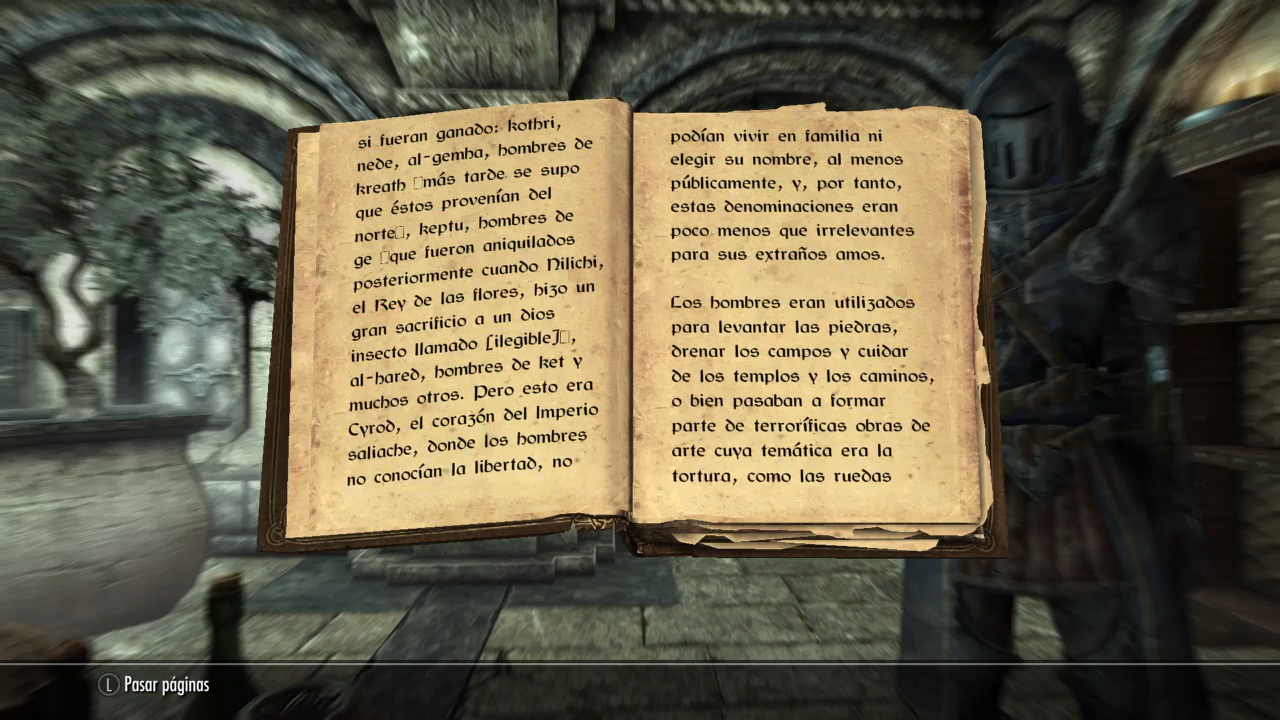 si fueran ganado: kothri,
nede, al-gemha, hombres de
kreath □más tarde se supo
que éstos provenían del
norte□, keptu, hombres de
ge □que fueron aniquilados
posteriormente cuando Nilichi,
el Rey de las flores, hizo un
gran sacrificio a un dios
insecto llamado [ilegible]□,
al-hared, hombres de ket y
muchos otros. Pero esto era
Cyrod, el corazón del Imperio
saliache, donde los hombres
no conocían la libertad, no
podían vivir en familia ni
elegir su nombre, al menos
públicamente, y, por tanto,
estas denominaciones eran
poco menos que irrelevantes
para sus extraños amos.
Los hombres eran utilizados
para levantar las piedras,
drenar los campos y cuidar
de los templos y los caminos,
o bien pasaban a formar
parte de terroríficas obras de
arte cuya temática era la
tortura, como las ruedas
L Pasar páginas